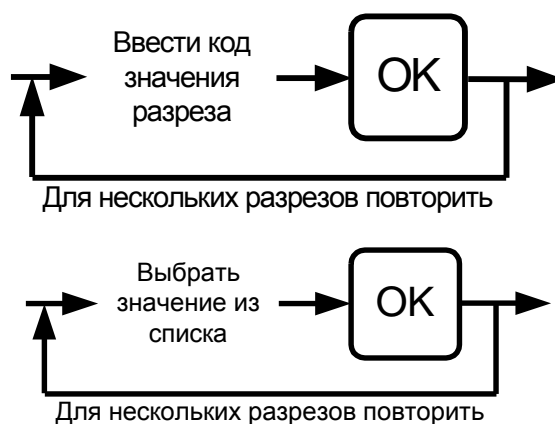 Ввести код
значения
разреза
OK
Для нескольких разрезов повторить
Выбрать
значение из
списка
OK
Для нескольких разрезов повторить